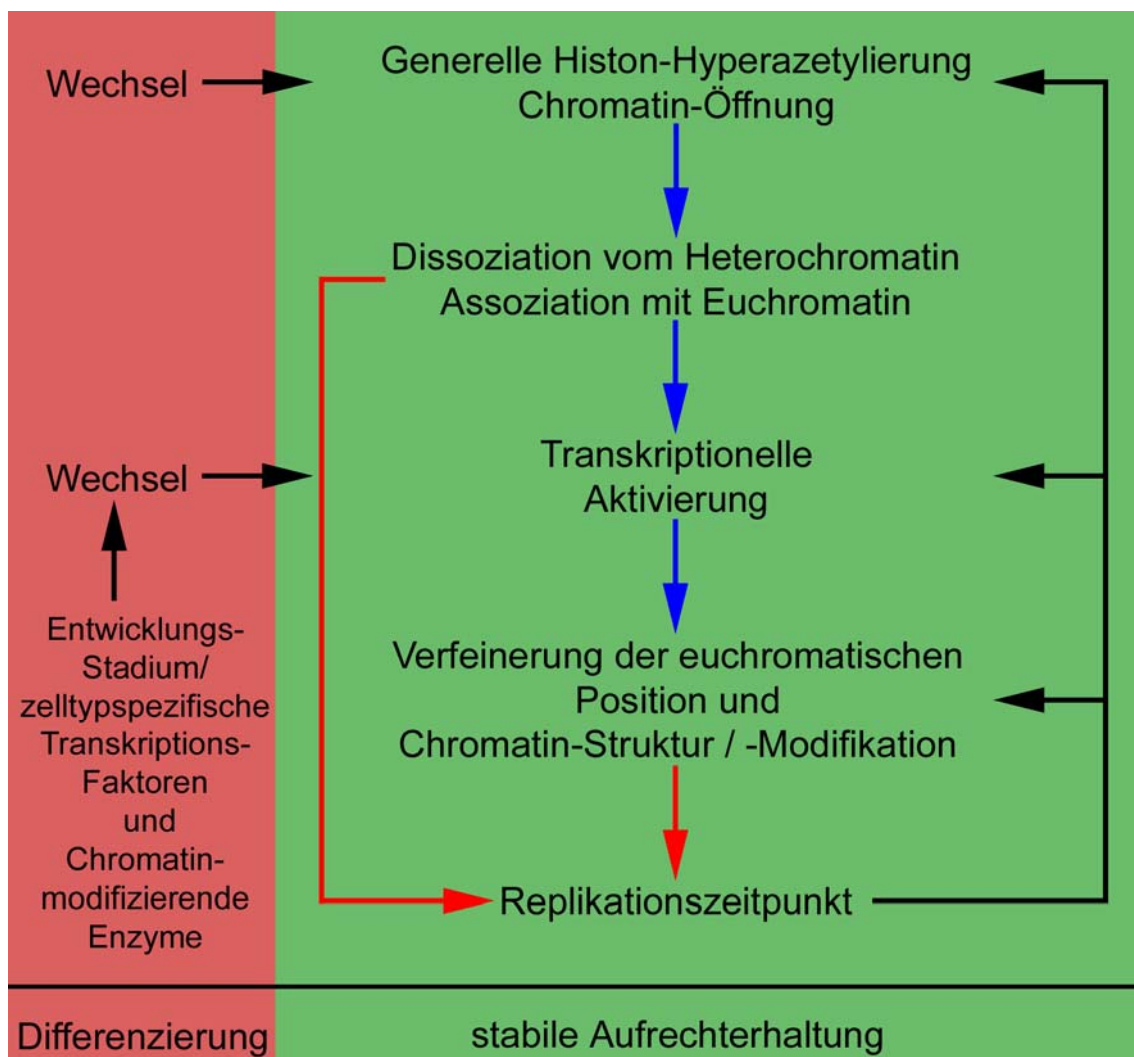 Wechsel
Generelle Histon-Hyperazetylierung
Chromatin-Öffnung
Dissoziation vom Heterochromatin
Assoziation mit Euchromatin
Wechsel
Transkriptionelle
Aktivierung
Entwicklungs-
Stadium/
zelltypspezifische
Transkriptions-
Faktoren
und
Chromatin-
modifizierende
Enzyme
Verfeinerung der euchromatischen
Position und
Chromatin-Struktur / -Modifikation
Replikationszeitpunkt
Differenzierung
stabile Aufrechterhaltung